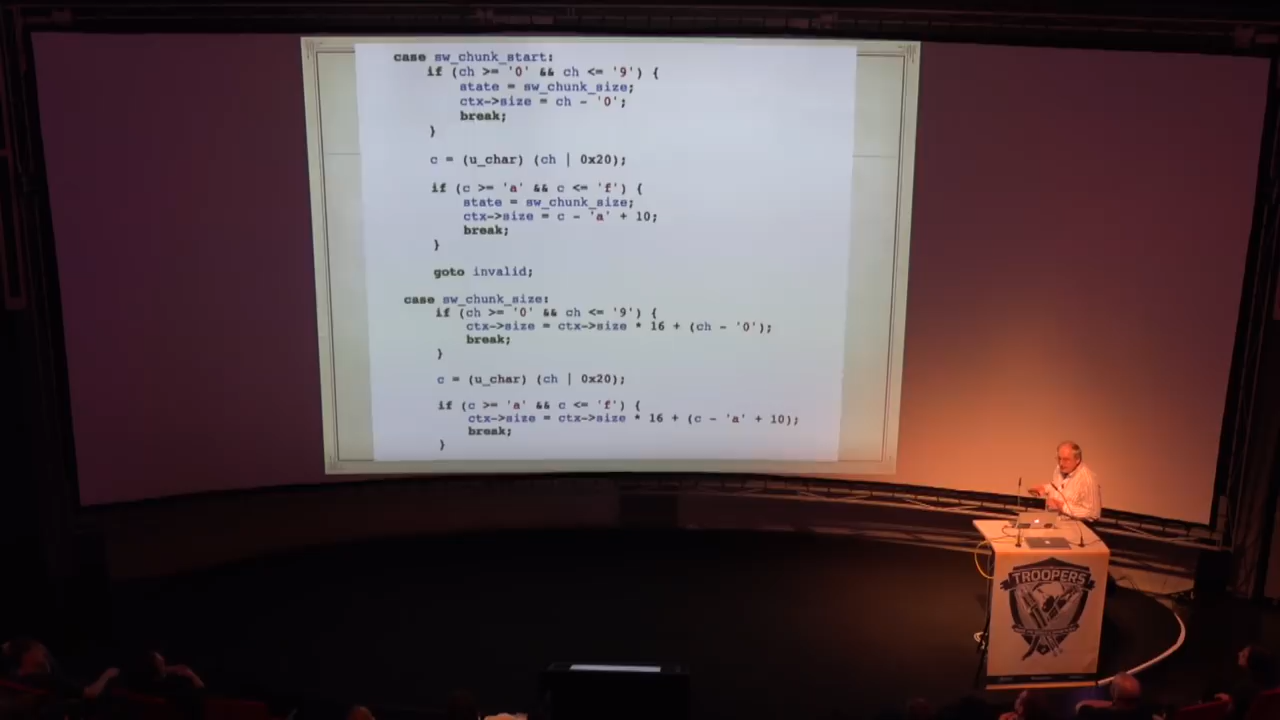 case sw_chunk_start:
if (ch >= '0' && ch <= '9') {
state = sw_chunk_size;
ctx->size = ch - '0';
break;
}
c = (u_char) (ch | 0x20);
if (c >= 'a' && c <= 'f') {
state = sw_chunk_size;
ctx->size = c - 'a' + 10;
break;
}
goto invalid;
case sw_chunk_size:
if (ch >= '0' && ch <= '9') {
ctx->size = ctx->size * 16 + (ch - '0');
break;
}
c = (u_char) (ch | 0x20);
if (c >= 'a' && c <= 'f') {
ctx->size = ctx->size * 16 + (c - 'a' + 10);
break;
}
TROOPERS